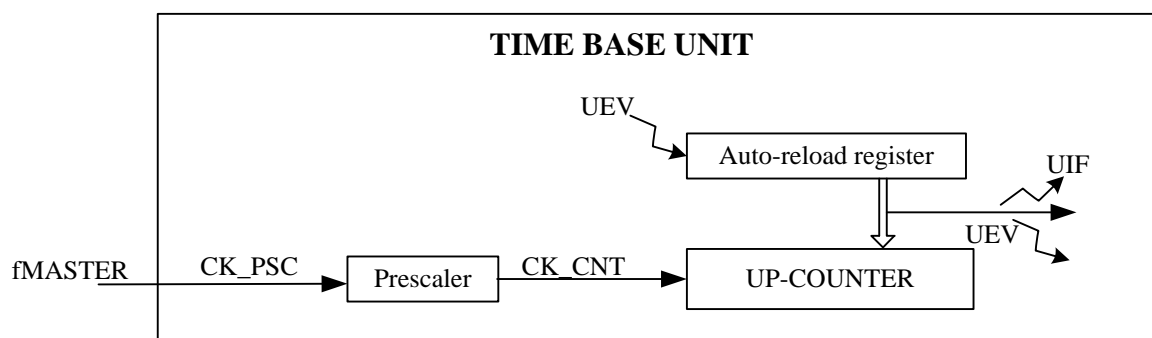 TIME BASE UNIT
UEV
Auto-reload register
UIF
UEV
fMASTER
CK_PSC
Prescaler
CK_CNT
UP-COUNTER